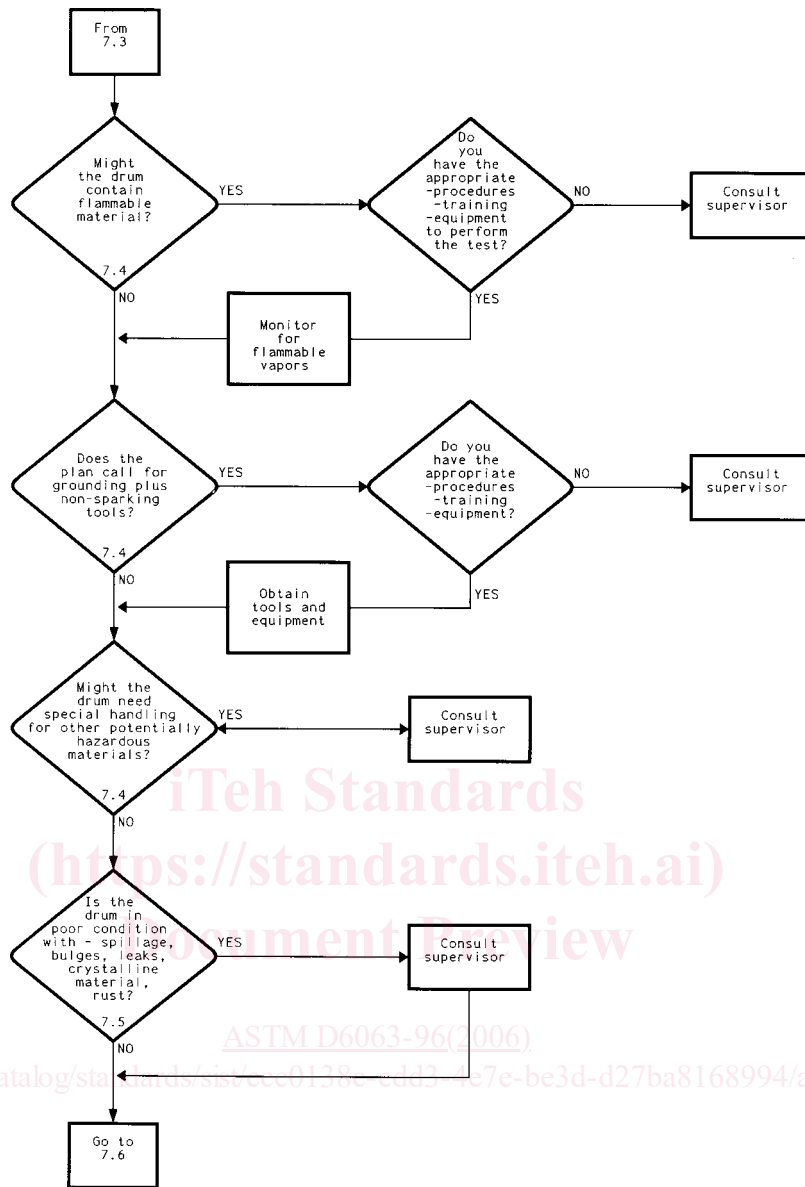 From
7.3
Might
the drum
contain
flammable
material?
7.4
YES
NO
Do
you
have the
appropriate
-procedures
-training
-equipment
to perform
the test?
NO
YES
Consult
supervisor
Monitor
for
flammable
vapors
Does the
plan call for
grounding plus
non-sparking
tools?
7.4
YES
NO
Do you
have the
appropriate
-procedures
-training
-equipment?
NO
YES
Consult
supervisor
Obtain
tools and
equipment
Might the
drum need
special handling
for other potentially
hazardous
materials?
7.4
YES
NO
Consult
supervisor
iTeh Standards
(https://standards.iteh.ai)
Document Preview
Is the
drum in
poor condition
with - spillage,
bulges, leaks,
crystalline
material,
rust?
7.5
YES
NO
Consult
supervisor
ASTM D6063-96(2006)
Go to
7.6